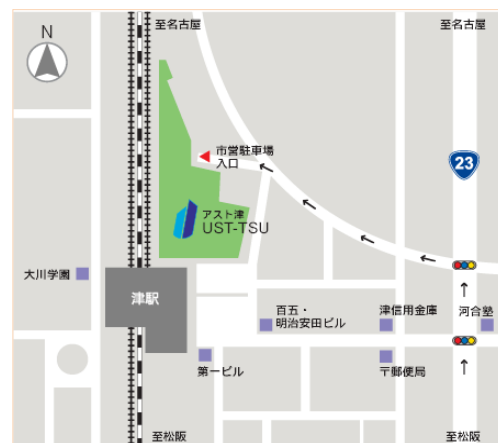 至名古屋
至名古屋
N
市営駐車場
入口
23
アスト津
UST-TSU
大川学園
津駅
百五・
明治安田ビル
津信用金庫
河合塾
第一ビル
〒郵便局
至松阪
至松阪